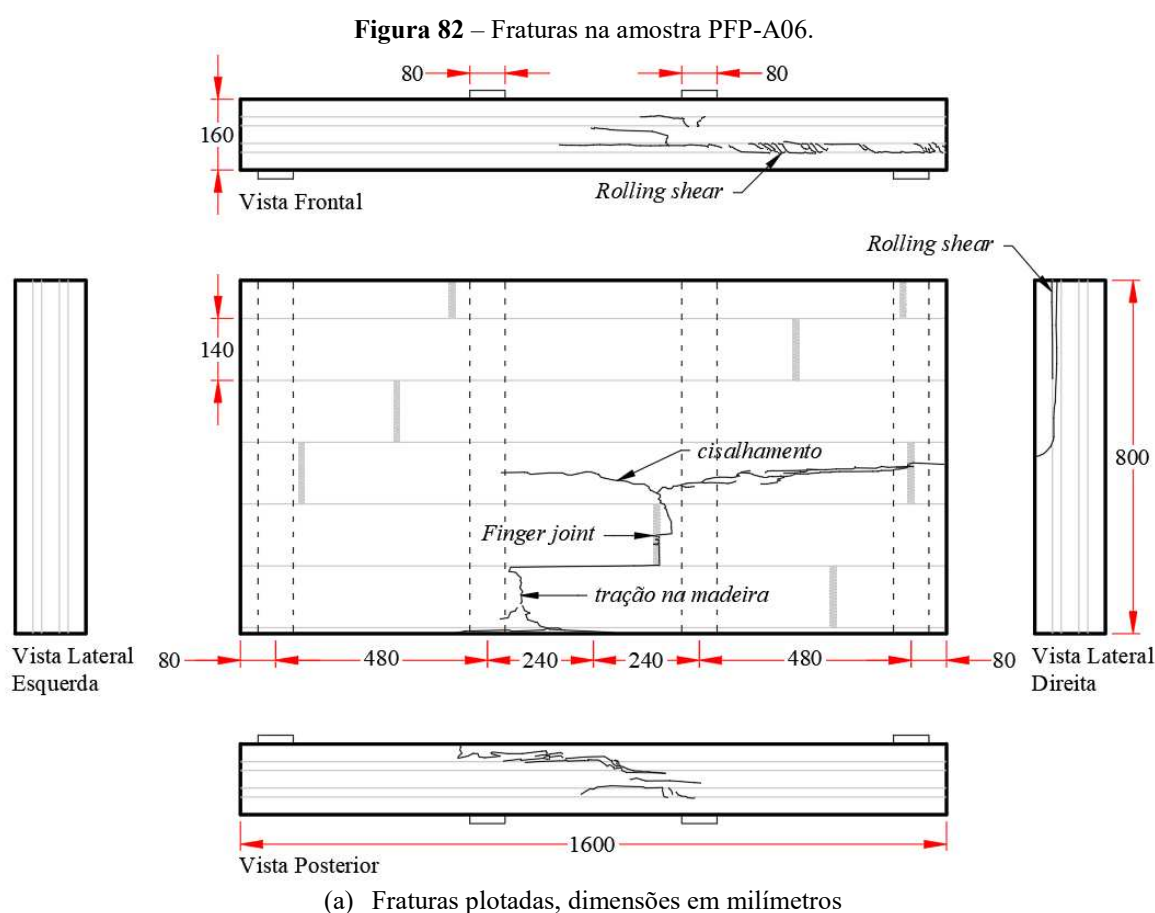 Figura 82 – Fraturas na amostra PFP-A06.
80
80
160
Rolling shear
Vista Frontal
Rolling shear
140
cisalhamento
800
Finger joint
tração na madeira
Vista Lateral
Esquerda
80
480
240
240
480
80
Vista Lateral
Direita
1600
Vista Posterior
(a) Fraturas plotadas, dimensões em milímetros